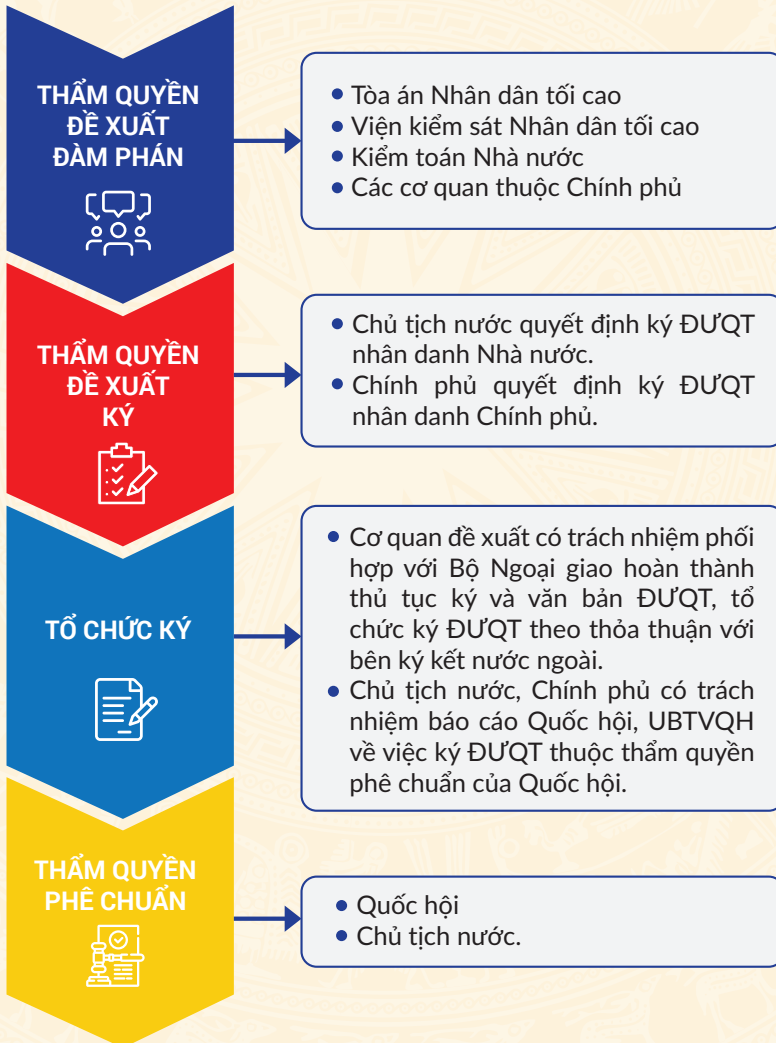 THẨM QUYỀN
ĐỀ XUẤT
ĐÀM PHÁN
• Tòa án Nhân dân tối cao
• Viện kiểm sát Nhân dân tối cao
• Kiểm toán Nhà nước
• Các cơ quan thuộc Chính phủ
THẨM QUYỀN
ĐỀ XUẤT
KÝ
• Chủ tịch nước quyết định ký ĐƯQT
nhân danh Nhà nước.
• Chính phủ quyết định ký ĐƯQT
nhân danh Chính phủ.
TỔ CHỨC KÝ
• Cơ quan đề xuất có trách nhiệm phối
hợp với Bộ Ngoại giao hoàn thành
thủ tục ký và văn bản ĐƯQT, tổ
chức ký ĐƯQT theo thỏa thuận với
bên ký kết nước ngoài.
• Chủ tịch nước, Chính phủ có trách
nhiệm báo cáo Quốc hội, UBTVQH
về việc ký ĐƯQT thuộc thẩm quyền
phê chuẩn của Quốc hội.
THẨM QUYỀN
PHÊ CHUẨN
• Quốc hội
• Chủ tịch nước.